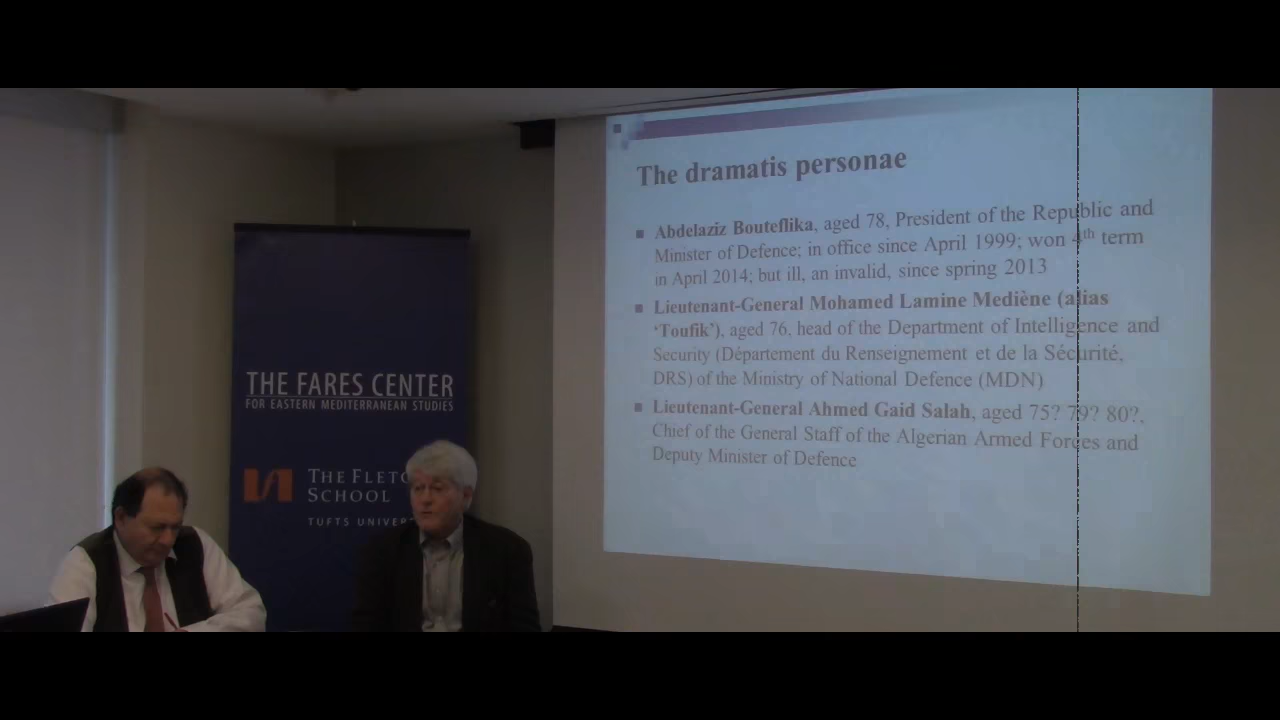 The dramatis personae
Abdelaziz Bouteflika, aged 78, President of the Republic and
Minister of Defence; in office since April 1999; won 4th term
in April 2014; but ill, an invalid, since spring 2013
Lieutenant-General Mohamed Lamine Mediène (alias
‘Toufik’), aged 76, head of the Department of Intelligence and
Security (Département du Renseignement et de la Sécurité,
DRS) of the Ministry of National Defence (MDN)
Lieutenant-General Ahmed Gaid Salah, aged 75? 79? 80?,
Chief of the General Staff of the Algerian Armed Forces and
Deputy Minister of Defence
THE FARES CENTER
FOR EASTERN MEDITERRANEAN STUDIES
THE
SCHOOL
TUFTS